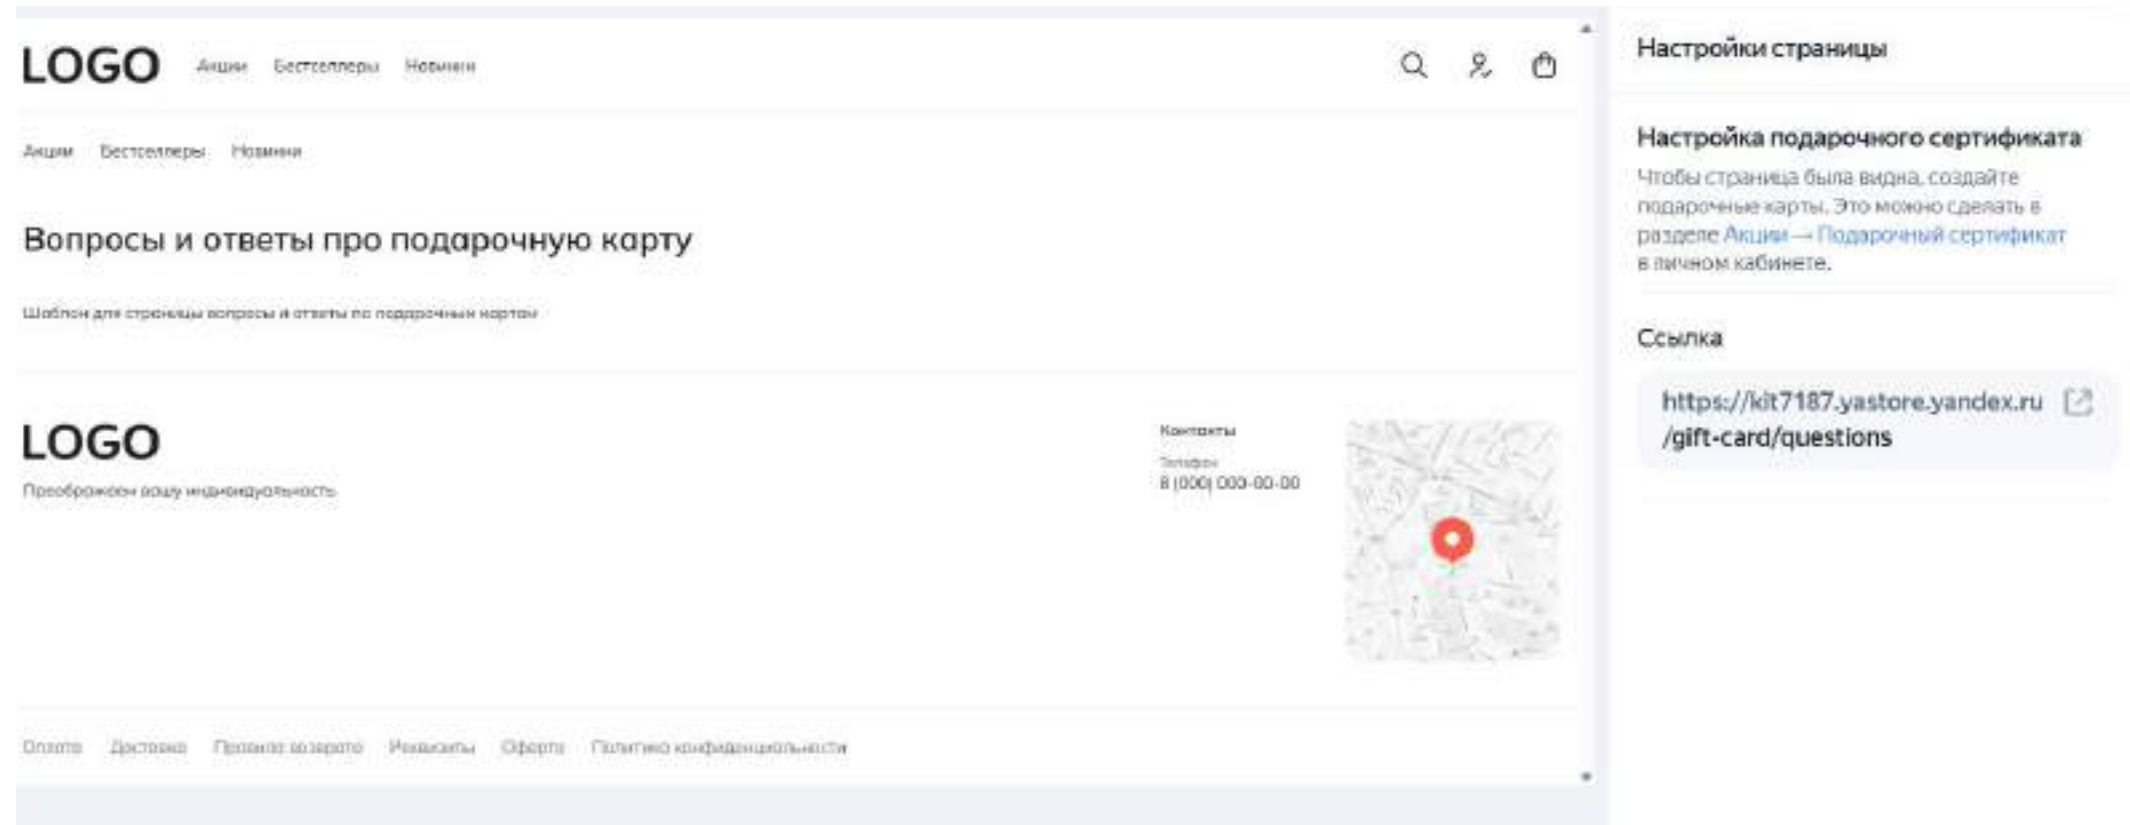 LOGO Акции Бестселлеры Новинки
Акции Бестселлеры Новинки
Вопросы и ответы про подарочную карту
Шаблон для страницы вопросы и ответы по подарочным картам
LOGO
Преображаем вашу индивидуальность
Контакты
Телефон
8 (000) 000-00-00
Оплата Доставка Правила возврата Реквизиты Оферта Политика конфиденциальности
Настройки страницы
Настройка подарочного сертификата
Чтобы страница была видна, создайте
подарочные карты. Это можно сделать в
разделе Акции → Подарочный сертификат
в личном кабинете.
Ссылка
https://kit7187.yastore.yandex.ru
/gift-card/questions